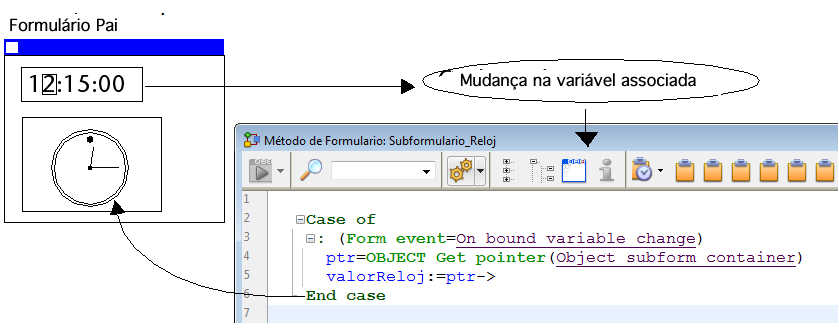 Formulário Pai
12:15:00
Mudança na variável associada
Método de Formulario: Subformulario_Reloj
1
2 Case of
3 : (Form event=On bound variable change)
4 ptr=OBJECT Get pointer(Object subform container)
5 valorReloj:=ptr->
6 End case
7